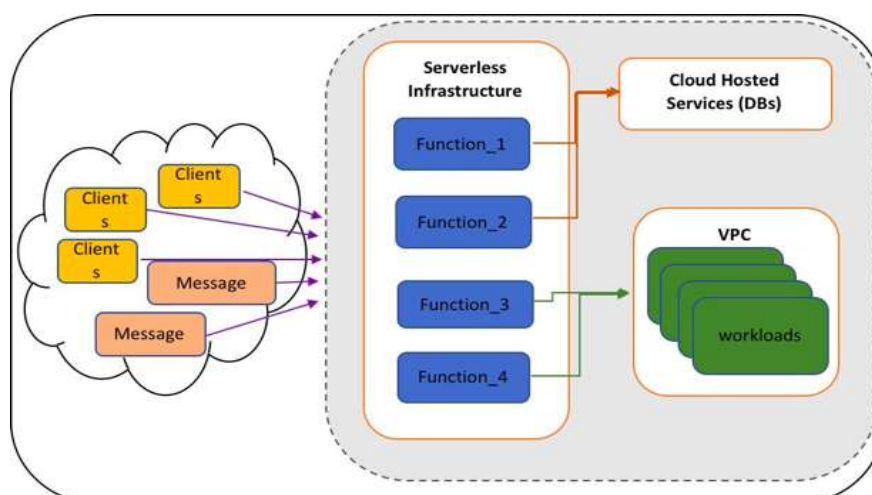 Client
s
Client
s
Client
s
Message
Message
Serverless
Infrastructure
Function_1
Function_2
Function_3
Function_4
Cloud Hosted
Services (DBs)
VPC
workloads